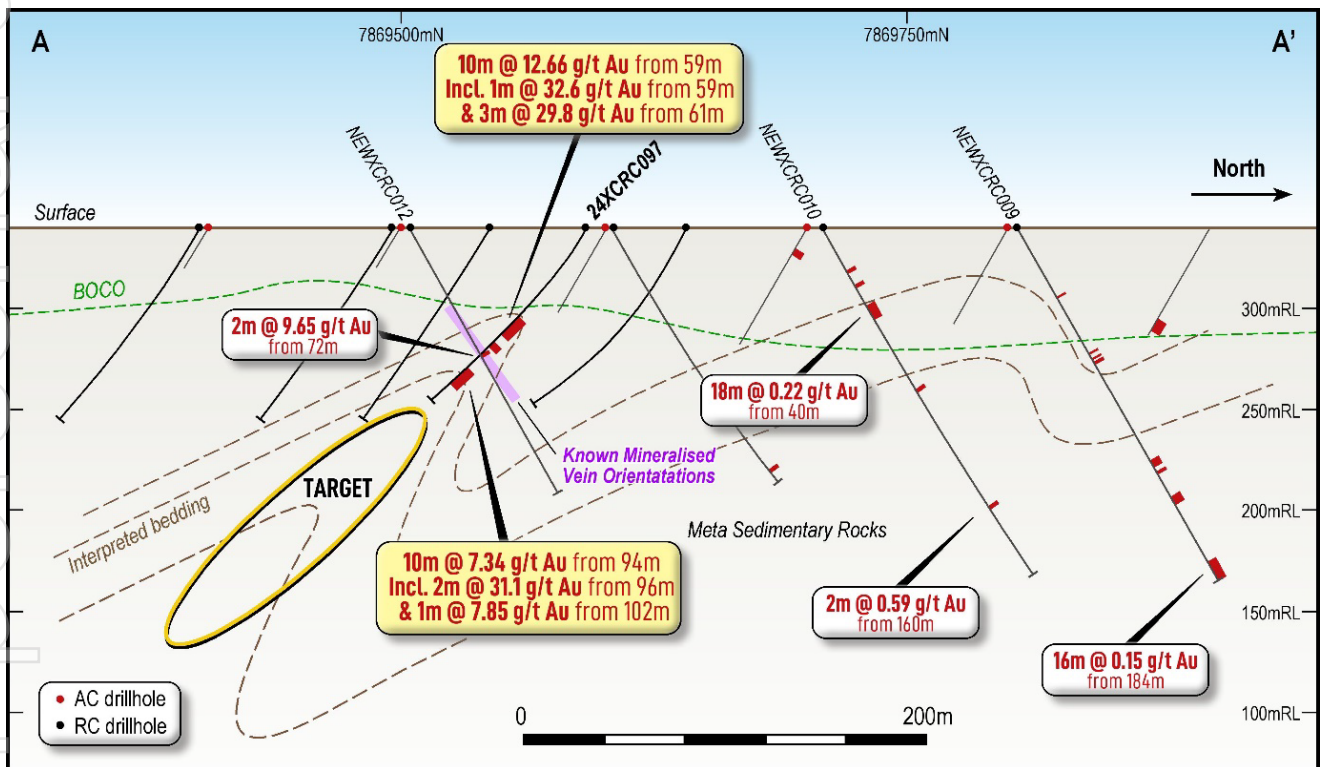 A
7869500mN
7869750mN
A'
10m @ 12.66 g/t Au from 59m
Incl. 1m @ 32.6 g/t Au from 59m
& 3m @ 29.8 g/t Au from 61m
NEWXCRC012
24XCRC097
NEWXCRC010
NEWXCRC009
North
Surface
BOCO
300mRL
2m @ 9.65 g/t Au
from 72m
18m @ 0.22 g/t Au
from 40m
250mRL
Known Mineralised
Vein Orientatations
TARGET
Interpreted bedding
200mRL
Meta Sedimentary Rocks
10m @ 7.34 g/t Au from 94m
Incl. 2m @ 31.1 g/t Au from 96m
& 1m @ 7.85 g/t Au from 102m
2m @ 0.59 g/t Au
from 160m
150mRL
16m @ 0.15 g/t Au
from 184m
AC drillhole
RC drillhole
0
200m
100mRL